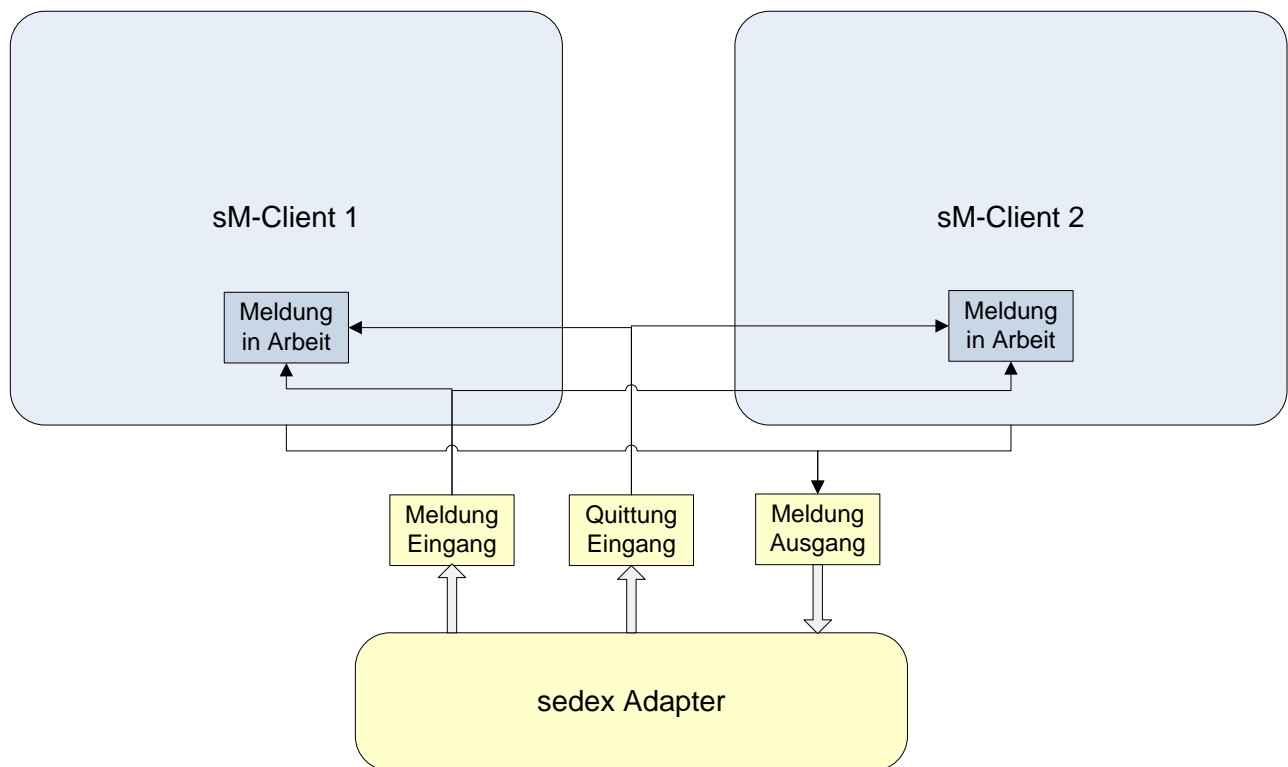 sM-Client 1
sM-Client 2
Meldung
in Arbeit
Meldung
in Arbeit
Meldung
Eingang
Quittung
Eingang
Meldung
Ausgang
sedex Adapter